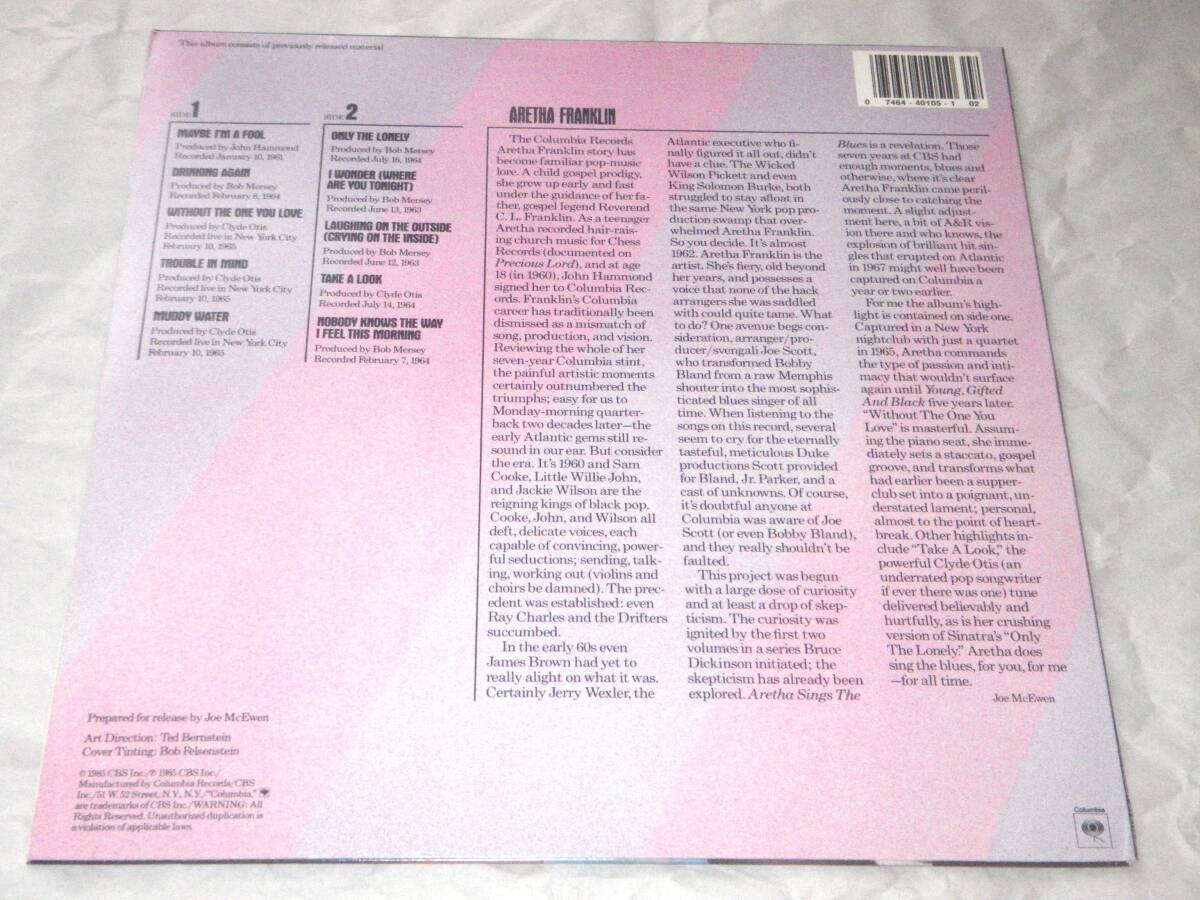 This album consists of previously released material
0 7464-40105-1 02
SIDE 1
MAYBE I'M A FOOL
Produced by John Hammond
Recorded January 10, 1961
DRINKING AGAIN
Produced by Bob Mersey
Recorded February 8, 1964
WITHOUT THE ONE YOU LOVE
Produced by Clyde Otis
Recorded live in New York City
February 10, 1965
TROUBLE IN MIND
Produced by Clyde Otis
Recorded live in New York City
February 10, 1965
MUDDY WATER
Produced by Clyde Otis
Recorded live in New York City
February 10, 1965
SIDE 2
ONLY THE LONELY
Produced by Bob Mersey
Recorded July 16, 1964
I WONDER (WHERE
ARE YOU TONIGHT)
Produced by Bob Mersey
Recorded June 13, 1963
LAUGHING ON THE OUTSIDE
(CRYING ON THE INSIDE)
Produced by Bob Mersey
Recorded June 12, 1963
TAKE A LOOK
Produced by Clyde Otis
Recorded July 14, 1964
NOBODY KNOWS THE WAY
I FEEL THIS MORNING
Produced by Bob Mersey
Recorded February 7, 1964
ARETHA FRANKLIN
The Columbia Records
Aretha Franklin story has
become familiar pop-music
lore. A child gospel prodigy,
she grew up early and fast
under the guidance of her fa-
ther, gospel legend Reverend
C. L. Franklin. As a teenager
Aretha recorded hair-rais-
ing church music for Chess
Records (documented on
Precious Lord), and at age
18 (in 1960), John Hammond
signed her to Columbia Rec-
ords. Franklin's Columbia
career has traditionally been
dismissed as a mismatch of
song, production, and vision.
Reviewing the whole of her
seven-year Columbia stint,
the painful artistic moments
certainly outnumbered the
triumphs; easy for us to
Monday-morning quarter-
back two decades later—the
early Atlantic gems still re-
sound in our ear. But consider
the era. It's 1960 and Sam
Cooke, Little Willie John,
and Jackie Wilson are the
reigning kings of black pop.
Cooke, John, and Wilson all
deft, delicate voices, each
capable of convincing, power-
ful seductions; sending, talk-
ing, working out (violins and
choirs be damned). The prec-
edent was established: even
Ray Charles and the Drifters
succumbed.
In the early 60s even
James Brown had yet to
really alight on what it was.
Certainly Jerry Wexler, the
Atlantic executive who fi-
nally figured it all out, didn't
have a clue. The Wicked
Wilson Pickett and even
King Solomon Burke, both
struggled to stay afloat in
the same New York pop pro-
duction swamp that over-
whelmed Aretha Franklin.
So you decide. It's almost
1962. Aretha Franklin is the
artist. She's fiery, old beyond
her years, and possesses a
voice that none of the hack
arrangers she was saddled
with could quite tame. What
to do? One avenue begs con-
sideration, arranger/pro-
ducer/svengali Joe Scott,
who transformed Bobby
Bland from a raw Memphis
shouter into the most sophis-
ticated blues singer of all
time. When listening to the
songs on this record, several
seem to cry for the eternally
tasteful, meticulous Duke
productions Scott provided
for Bland, Jr. Parker, and a
cast of unknowns. Of course,
it's doubtful anyone at
Columbia was aware of Joe
Scott (or even Bobby Bland),
and they really shouldn't be
faulted.
This project was begun
with a large dose of curiosity
and at least a drop of skep-
ticism. The curiosity was
ignited by the first two
volumes in a series Bruce
Dickinson initiated; the
skepticism has already been
explored. Aretha Sings The
Blues is a revelation. Those
seven years at CBS had
enough moments, blues and
otherwise, where it's clear
Aretha Franklin came peril-
ously close to catching the
moment. A slight adjust-
ment here, a bit of A&R vis-
ion there and who knows, the
explosion of brilliant hit sin-
gles that erupted on Atlantic
in 1967 might well have been
captured on Columbia a
year or two earlier.
For me the album's high-
light is contained on side one.
Captured in a New York
nightclub with just a quartet
in 1965, Aretha commands
the type of passion and inti-
macy that wouldn't surface
again until Young, Gifted
And Black five years later.
"Without The One You
Love" is masterful. Assum-
ing the piano seat, she imme-
diately sets a staccato, gospel
groove, and transforms what
had earlier been a supper-
club set into a poignant, un-
derstated lament; personal,
almost to the point of heart-
break. Other highlights in-
clude "Take A Look," the
powerful Clyde Otis (an
underrated pop songwriter
if ever there was one) tune
delivered believably and
hurtfully, as is her crushing
version of Sinatra's "Only
The Lonely." Aretha does
sing the blues, for you, for me
—for all time.
Joe McEwen
Prepared for release by Joe McEwen
Art Direction: Ted Bernstein
Cover Tinting: Bob Felsenstein
© 1985 CBS Inc./℗ 1985 CBS Inc./
Manufactured by Columbia Records/CBS
Inc./51 W. 52 Street, N.Y., N.Y./"Columbia,"
are trademarks of CBS Inc./WARNING: All
Rights Reserved. Unauthorized duplication is
a violation of applicable laws.
Columbia